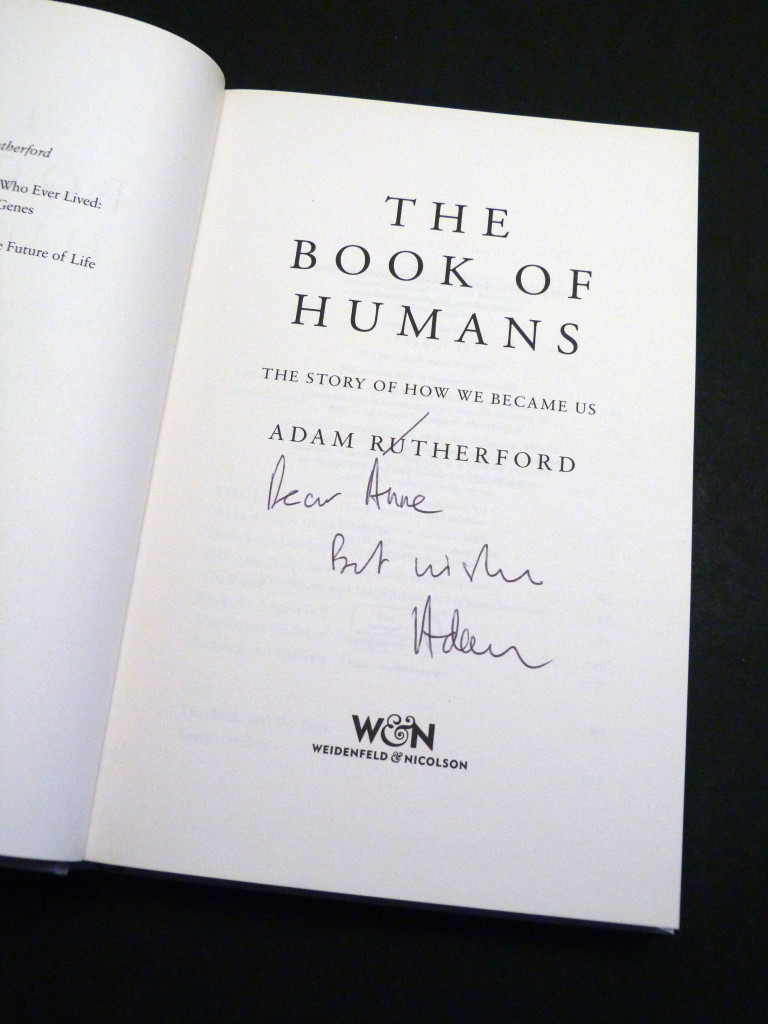 therford
Who Ever Lived:
Genes
e Future of Life
THE
BOOK OF
HUMANS
THE STORY OF HOW WE BECAME US
ADAM RUTHERFORD
Dear Anne
Best wishes
Adam
W&N
WEIDENFELD & NICOLSON